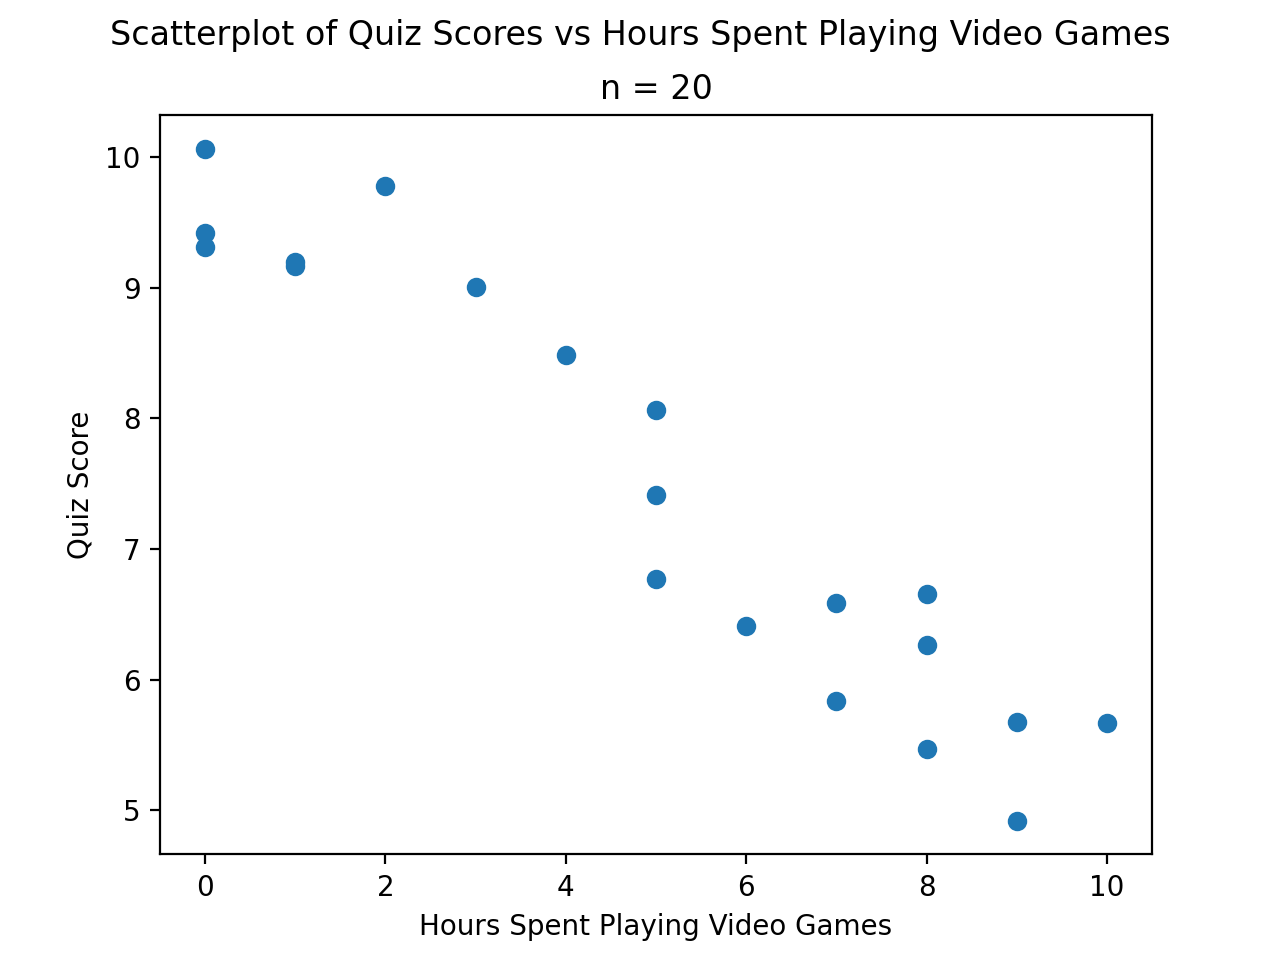 Scatterplot of Quiz Scores vs Hours Spent Playing Video Games
n = 20
10
9
8
7
6
5
Quiz Score
0 2 4 6 8 10
Hours Spent Playing Video Games